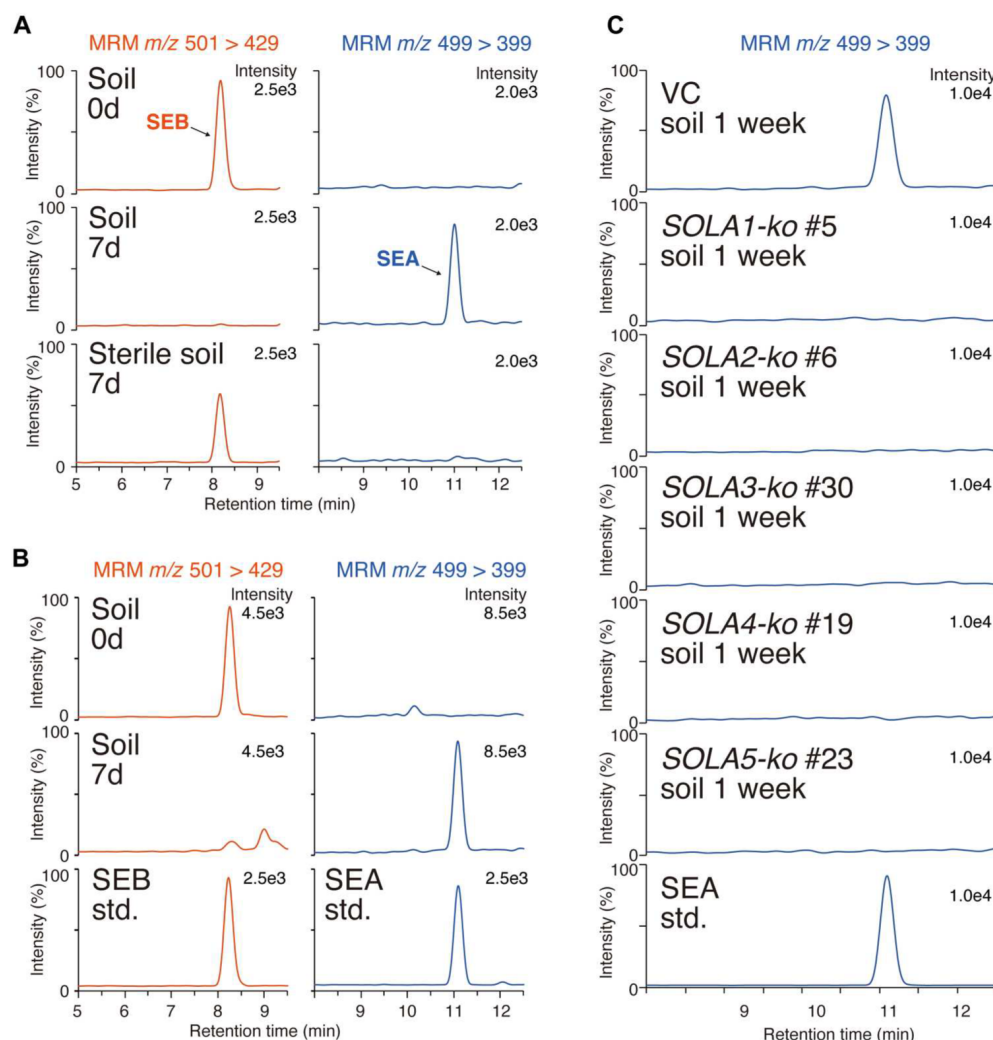 A
MRM m/z 501 > 429
MRM m/z 499 > 399
Intensity (%)
100
0
Soil
0d
Intensity
2.5e3
SEB
Intensity
2.0e3
Intensity (%)
100
0
Soil
7d
2.5e3
2.0e3
SEA
Intensity (%)
100
0
Sterile soil
7d
2.5e3
2.0e3
5 6 7 8 9
9 10 11 12
Retention time (min)
B
MRM m/z 501 > 429
MRM m/z 499 > 399
Intensity (%)
100
0
Soil
0d
Intensity
4.5e3
Intensity
8.5e3
Intensity (%)
100
0
Soil
7d
4.5e3
8.5e3
Intensity (%)
100
0
SEB
std.
2.5e3
SEA
std.
2.5e3
5 6 7 8 9
9 10 11 12
Retention time (min)
C
MRM m/z 499 > 399
Intensity (%)
100
0
VC
soil 1 week
Intensity
1.0e4
Intensity (%)
100
0
SOLA1-ko #5
soil 1 week
1.0e4
Intensity (%)
100
0
SOLA2-ko #6
soil 1 week
1.0e4
Intensity (%)
100
0
SOLA3-ko #30
soil 1 week
1.0e4
Intensity (%)
100
0
SOLA4-ko #19
soil 1 week
1.0e4
Intensity (%)
100
0
SOLA5-ko #23
soil 1 week
1.0e4
Intensity (%)
100
0
SEA
std.
1.0e4
9 10 11 12
Retention time (min)